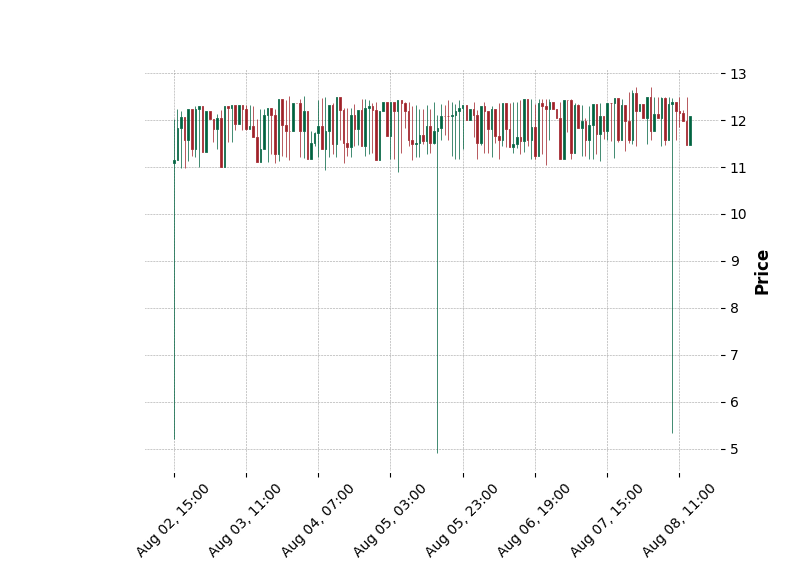 13
12
11
10
9
8
7
6
5
Price
Aug 02, 15:00
Aug 03, 11:00
Aug 04, 07:00
Aug 05, 03:00
Aug 05, 23:00
Aug 06, 19:00
Aug 07, 15:00
Aug 08, 11:00